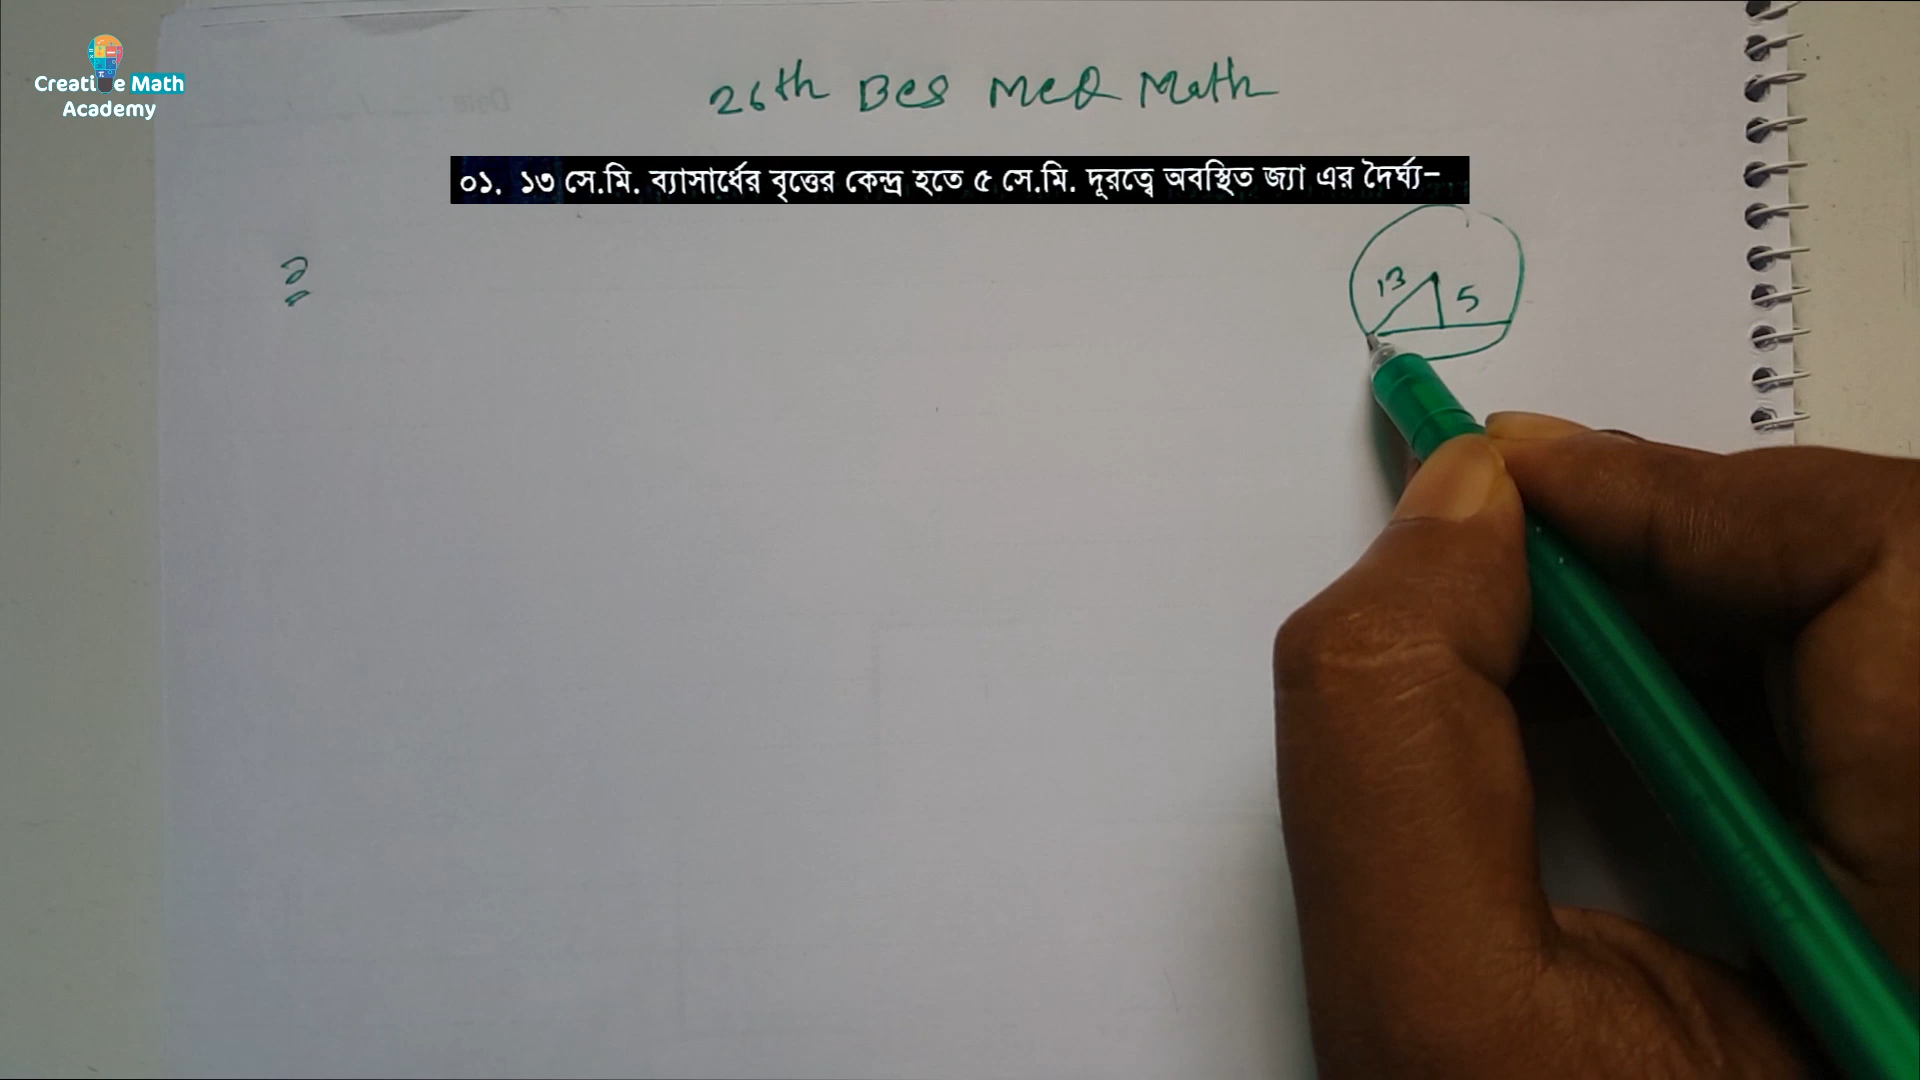 Creative Math
Academy
26th Bcs McQ Math
০১. ১৩ সে.মি. ব্যাসার্ধের বৃত্তের কেন্দ্র হতে ৫ সে.মি. দূরত্বে অবস্থিত জ্যা এর দৈর্ঘ্য–
13
5